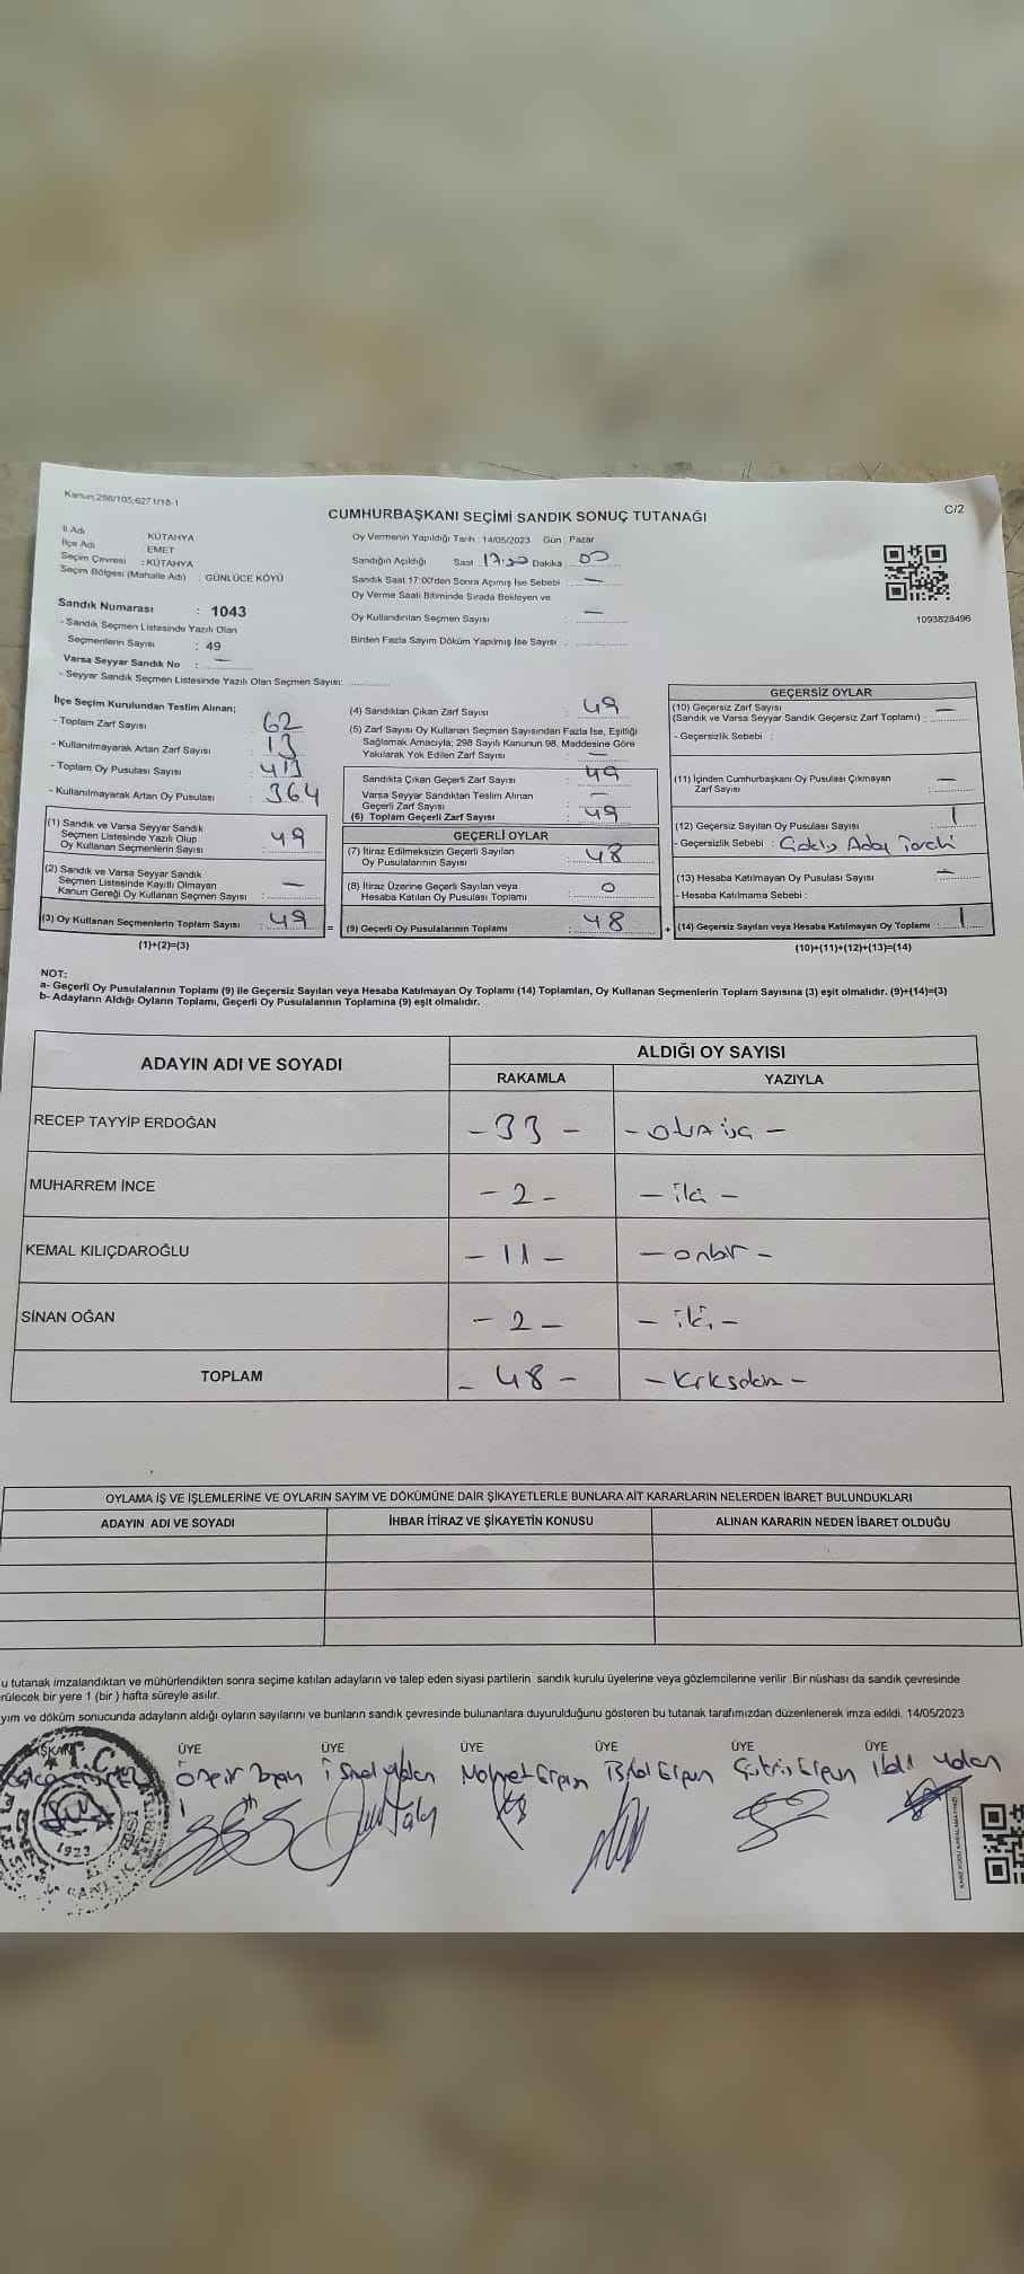 Kanun:298/105,6271/18-1
C/2
CUMHURBAŞKANI SEÇİMİ SANDIK SONUÇ TUTANAĞI
İl Adı KÜTAHYA
İlçe Adı EMET
Seçim Çevresi : KÜTAHYA
Seçim Bölgesi (Mahalle Adı) : GÜNLÜCE KÖYÜ
Sandık Numarası : 1043
- Sandık Seçmen Listesinde Yazılı Olan
Seçmenlerin Sayısı : 49
Varsa Seyyar Sandık No : —
- Seyyar Sandık Seçmen Listesinde Yazılı Olan Seçmen Sayısı:
Oy Vermenin Yapıldığı Tarih : 14/05/2023 Gün : Pazar
Sandığın Açıldığı Saat : 17:00 Dakika : 00
Sandık Saat 17:00'den Sonra Açımış İse Sebebi : —
Oy Verme Saati Bitiminde Sırada Bekleyen ve
Oy Kullandırılan Seçmen Sayısı : —
Birden Fazla Sayım Döküm Yapılmış İse Sayısı :
1093828496
İlçe Seçim Kurulundan Teslim Alınan;
- Toplam Zarf Sayısı 62
- Kullanılmayarak Artan Zarf Sayısı 13
- Toplam Oy Pusulası Sayısı : 413
- Kullanılmayarak Artan Oy Pusulası : 364
(1) Sandık ve Varsa Seyyar Sandık
Seçmen Listesinde Yazılı Olup
Oy Kullanan Seçmenlerin Sayısı : 49
(2) Sandık ve Varsa Seyyar Sandık
Seçmen Listesinde Kayıtlı Olmayan
Kanun Gereği Oy Kullanan Seçmen Sayısı : —
(3) Oy Kullanan Seçmenlerin Toplam Sayısı : 49
(1)+(2)=(3)
(4) Sandıktan Çıkan Zarf Sayısı : 49
(5) Zarf Sayısı Oy Kullanan Seçmen Sayısından Fazla İse, Eşitliği
Sağlamak Amacıyla; 298 Sayılı Kanunun 98. Maddesine Göre
Yakılarak Yok Edilen Zarf Sayısı : —
Sandıkta Çıkan Geçerli Zarf Sayısı : 49
Varsa Seyyar Sandıktan Teslim Alınan
Geçerli Zarf Sayısı : —
(6) Toplam Geçerli Zarf Sayısı : 49
GEÇERLİ OYLAR
(7) İtiraz Edilmeksizin Geçerli Sayılan
Oy Pusulalarının Sayısı : 48
(8) İtiraz Üzerine Geçerli Sayılan veya
Hesaba Katılan Oy Pusulası Toplamı : 0
= (9) Geçerli Oy Pusulalarının Toplamı : 48
GEÇERSİZ OYLAR
(10) Geçersiz Zarf Sayısı —
(Sandık ve Varsa Seyyar Sandık Geçersiz Zarf Toplamı) :
- Geçersizlik Sebebi :
(11) İçinden Cumhurbaşkanı Oy Pusulası Çıkmayan
Zarf Sayısı : —
(12) Geçersiz Sayılan Oy Pusulası Sayısı : 1
- Geçersizlik Sebebi : Çoklu Aday Tercihi
(13) Hesaba Katılmayan Oy Pusulası Sayısı : —
- Hesaba Katılmama Sebebi :
+ (14) Geçersiz Sayılan veya Hesaba Katılmayan Oy Toplamı : 1
(10)+(11)+(12)+(13)=(14)
NOT:
a- Geçerli Oy Pusulalarının Toplamı (9) ile Geçersiz Sayılan veya Hesaba Katılmayan Oy Toplamı (14) Toplamları, Oy Kullanan Seçmenlerin Toplam Sayısına (3) eşit olmalıdır. (9)+(14)=(3)
b- Adayların Aldığı Oyların Toplamı, Geçerli Oy Pusulalarının Toplamına (9) eşit olmalıdır.
ADAYIN ADI VE SOYADI
ALDIĞI OY SAYISI
RAKAMLA YAZIYLA
RECEP TAYYİP ERDOĞAN - 33 - - otuz üç -
MUHARREM İNCE - 2 - - iki -
KEMAL KILIÇDAROĞLU - 11 - - onbir -
SİNAN OĞAN - 2 - - iki -
TOPLAM - 48 - - Kırksekiz -
OYLAMA İŞ VE İŞLEMLERİNE VE OYLARIN SAYIM VE DÖKÜMÜNE DAİR ŞİKAYETLERLE BUNLARA AİT KARARLARIN NELERDEN İBARET BULUNDUKLARI
ADAYIN ADI VE SOYADI İHBAR İTİRAZ VE ŞİKAYETİN KONUSU ALINAN KARARIN NEDEN İBARET OLDUĞU
u tutanak imzalandıktan ve mühürlendikten sonra seçime katılan adayların ve talep eden siyasi partilerin sandık kurulu üyelerine veya gözlemcilerine verilir. Bir nüshası da sandık çevresinde
rülecek bir yere 1 (bir ) hafta süreyle asılır.
yım ve döküm sonucunda adayların aldığı oyların sayılarını ve bunların sandık çevresinde bulunanlara duyurulduğunu gösteren bu tutanak tarafımızdan düzenlenerek imza edildi. 14/05/2023
ÜYE ÜYE ÜYE ÜYE ÜYE ÜYE
T.C.
1923